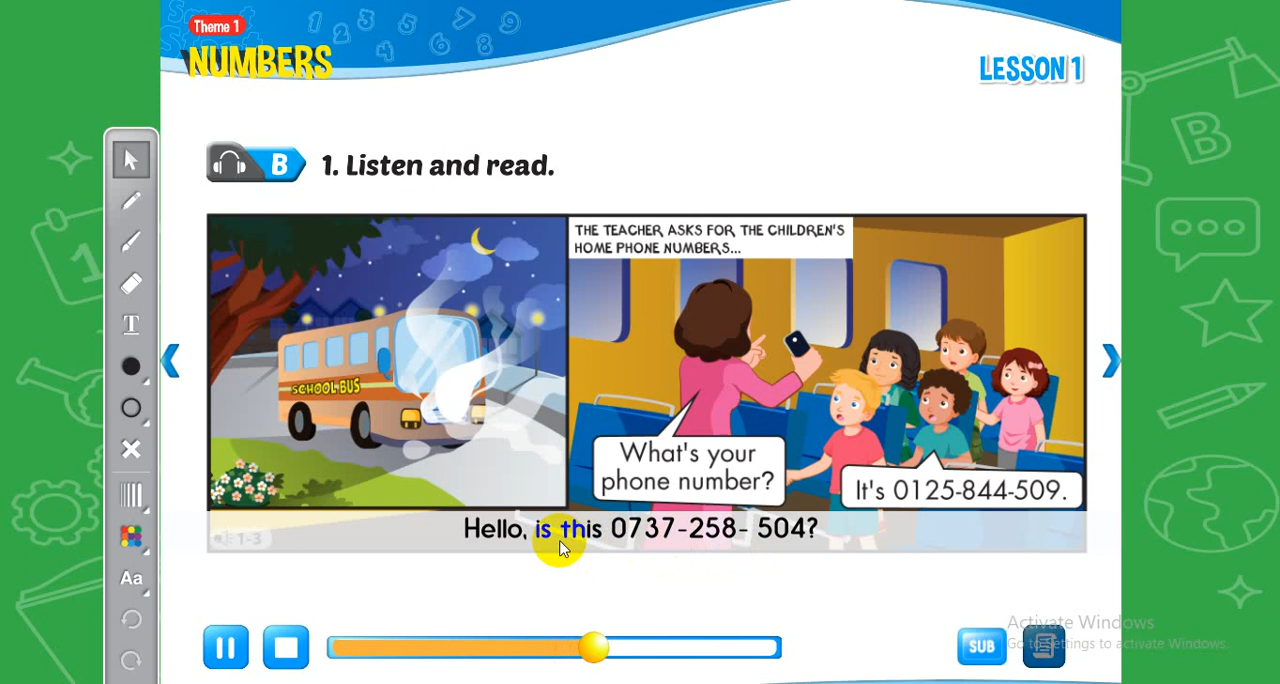 Theme 1
NUMBERS
LESSON 1
B
1. Listen and read.
THE TEACHER ASKS FOR THE CHILDREN'S
HOME PHONE NUMBERS...
SCHOOL BUS
What's your
phone number?
It's 0125-844-509.
Hello, is this 0737-258- 504?
1-3
T
Aa
SUB
Activate Windows
Go to Settings to activate Windows.